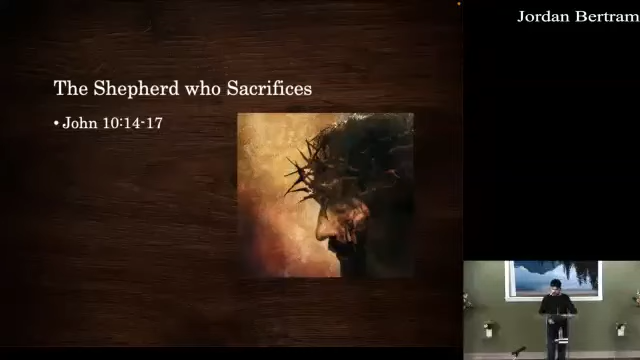 Jordan Bertram
The Shepherd who Sacrifices
• John 10:14-17